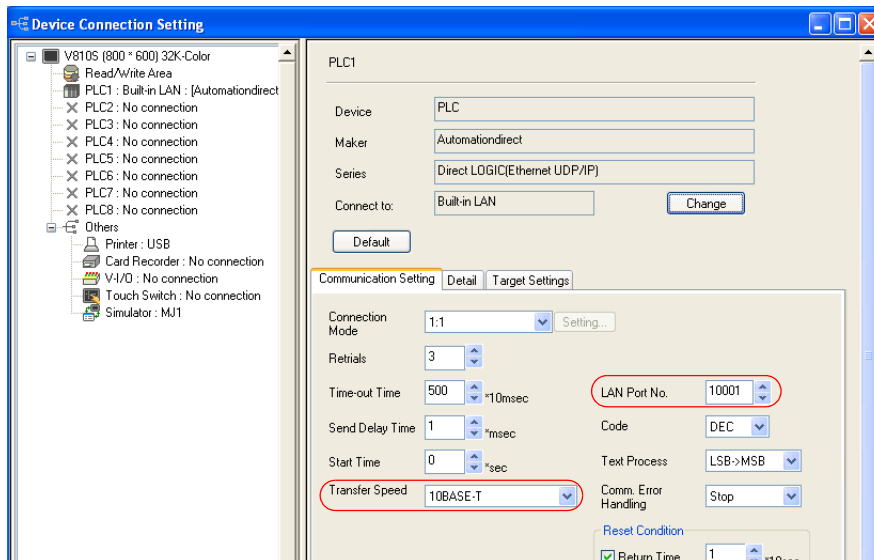 Device Connection Setting
V810S (800 * 600) 32K-Color
Read/Write Area
PLC1 : Built-in LAN : [Automationdirect
PLC2 : No connection
PLC3 : No connection
PLC4 : No connection
PLC5 : No connection
PLC6 : No connection
PLC7 : No connection
PLC8 : No connection
Others
Printer : USB
Card Recorder : No connection
V-I/O : No connection
Touch Switch : No connection
Simulator : MJ1
PLC1
Device PLC
Maker Automationdirect
Series Direct LOGIC(Ethernet UDP/IP)
Connect to: Built-in LAN Change
Default
Communication Setting Detail Target Settings
Connection Mode 1:1 Setting...
Retrials 3
Time-out Time 500 *10msec LAN Port No. 10001
Send Delay Time 1 *msec Code DEC
Start Time 0 *sec Text Process LSB->MSB
Transfer Speed 10BASE-T Comm. Error Handling Stop
Reset Condition
Return Time 1 *10sec